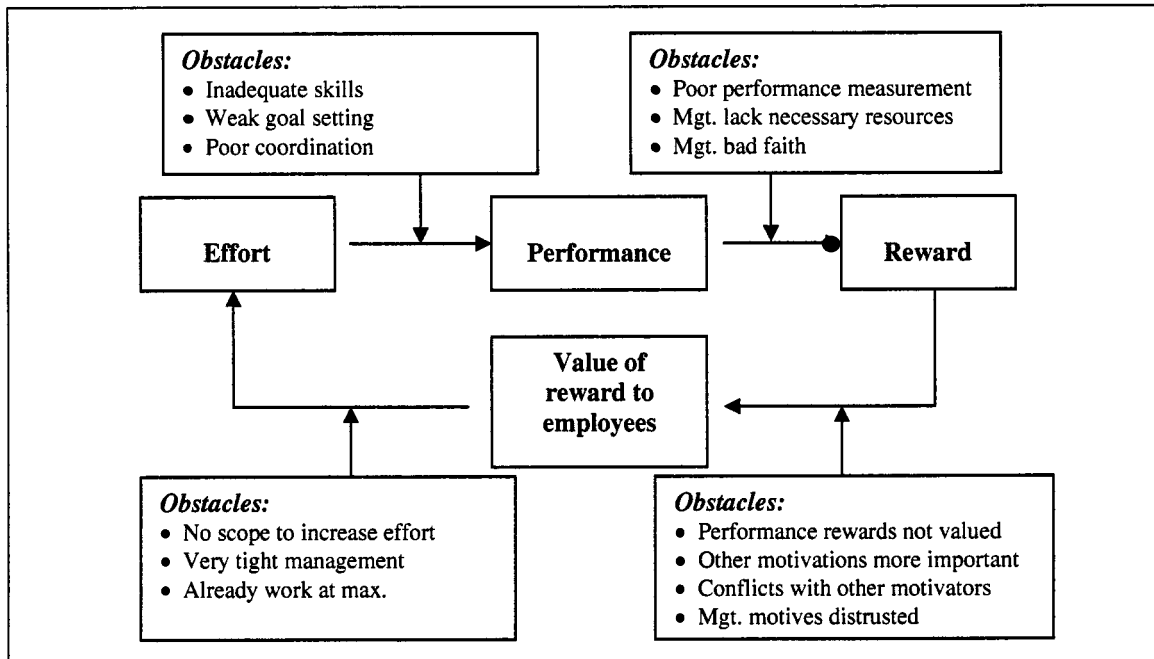 Obstacles:
• Inadequate skills
• Weak goal setting
• Poor coordination
Obstacles:
• Poor performance measurement
• Mgt. lack necessary resources
• Mgt. bad faith
Effort
Performance
Reward
Value of
reward to
employees
Obstacles:
• No scope to increase effort
• Very tight management
• Already work at max.
Obstacles:
• Performance rewards not valued
• Other motivations more important
• Conflicts with other motivators
• Mgt. motives distrusted